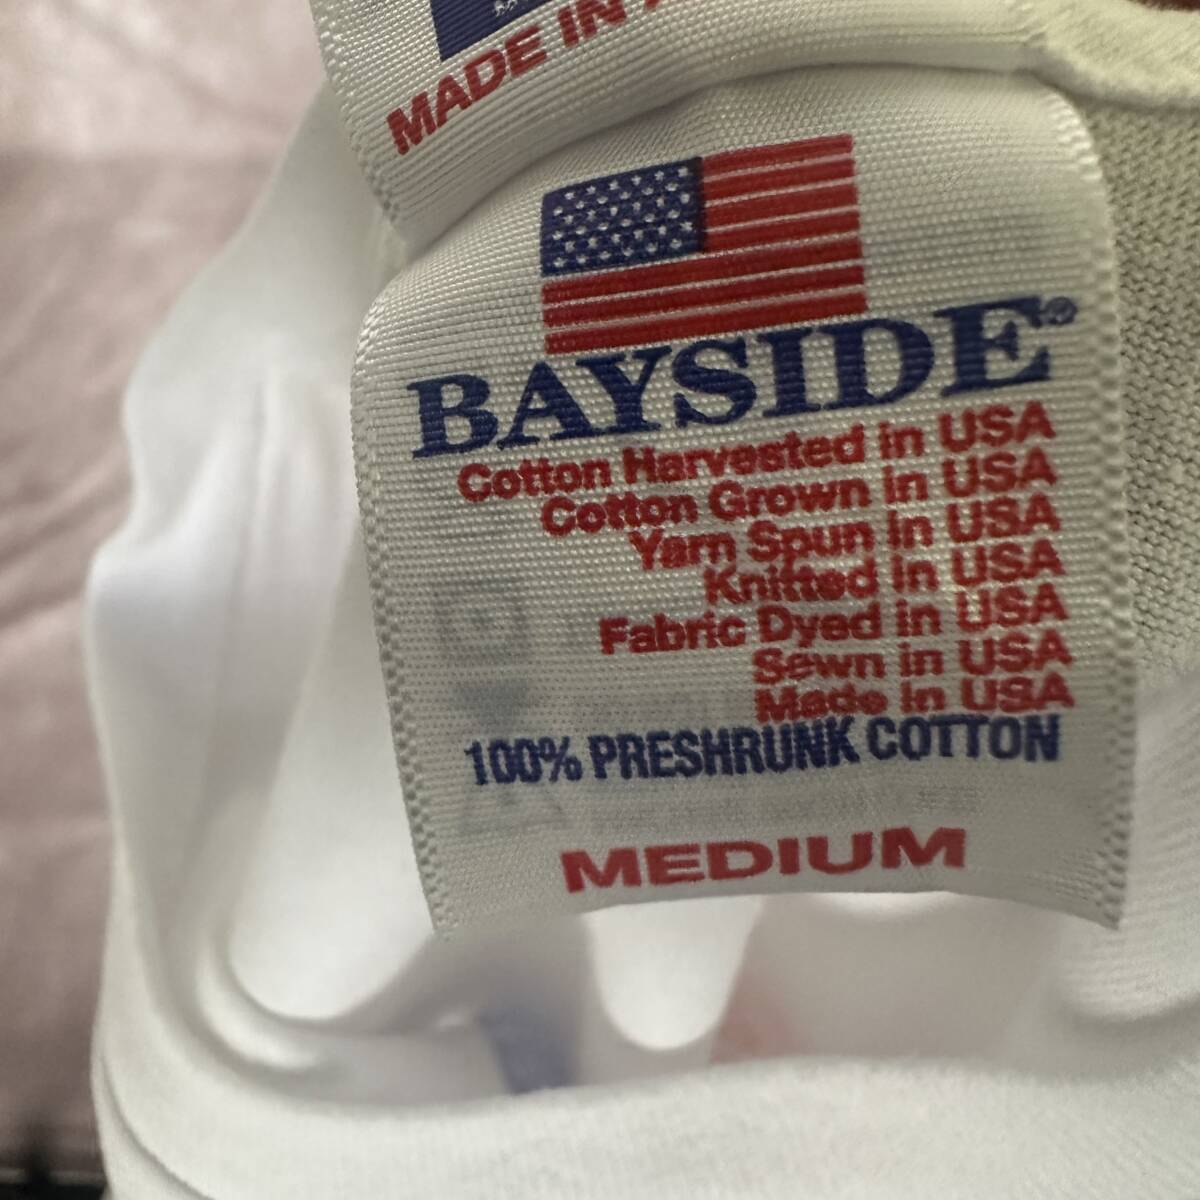 MADE IN
BAYSIDE®
Cotton Harvested in USA
Cotton Grown in USA
Yarn Spun in USA
Knitted in USA
Fabric Dyed in USA
Sewn in USA
Made in USA
100% PRESHRUNK COTTON
MEDIUM